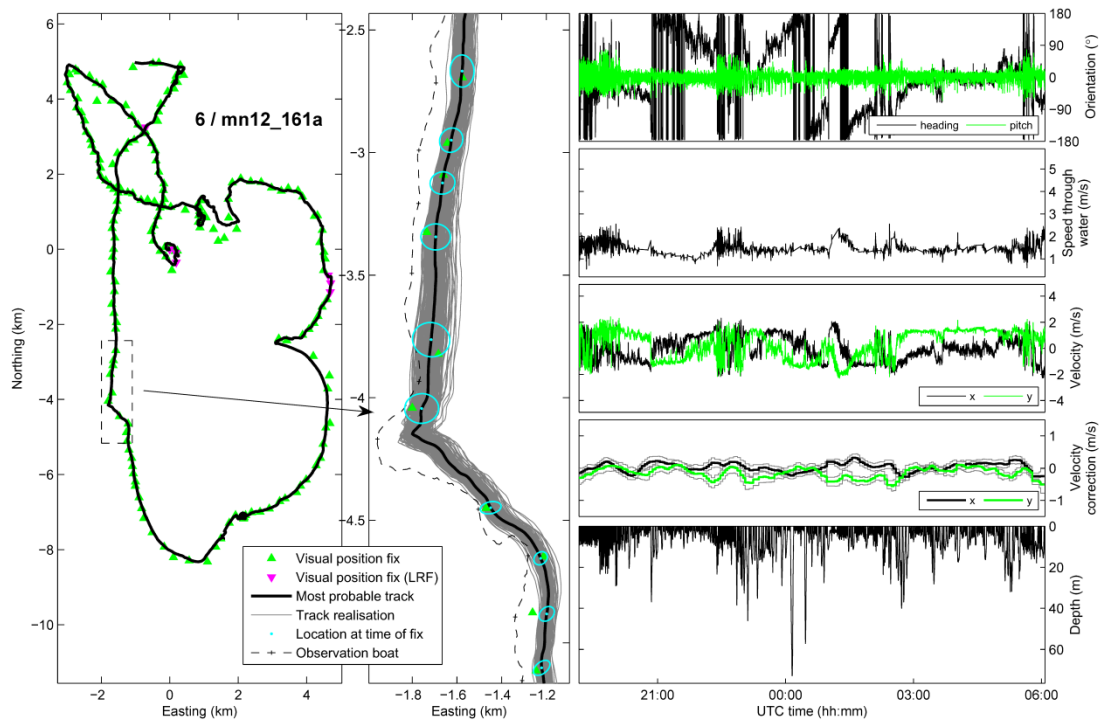 6
4
2
0
−2
−4
−6
−8
−10
Northing (km)
−2
0
2
4
Easting (km)
6 / mn12_161a
Visual position fix
Visual position fix (LRF)
Most probable track
Track realisation
Location at time of fix
Observation boat
-2.5
-3
-3.5
-4
-4.5
-5
−1.8
−1.6
−1.4
−1.2
Easting (km)
180
90
0
−90
−180
Orientation (°)
heading
pitch
5
4
3
2
1
Speed through
water (m/s)
4
2
0
−2
−4
Velocity (m/s)
x
y
1
0
−1
Velocity
correction (m/s)
x
y
0
20
40
60
Depth (m)
21:00
00:00
03:00
06:00
UTC time (hh:mm)